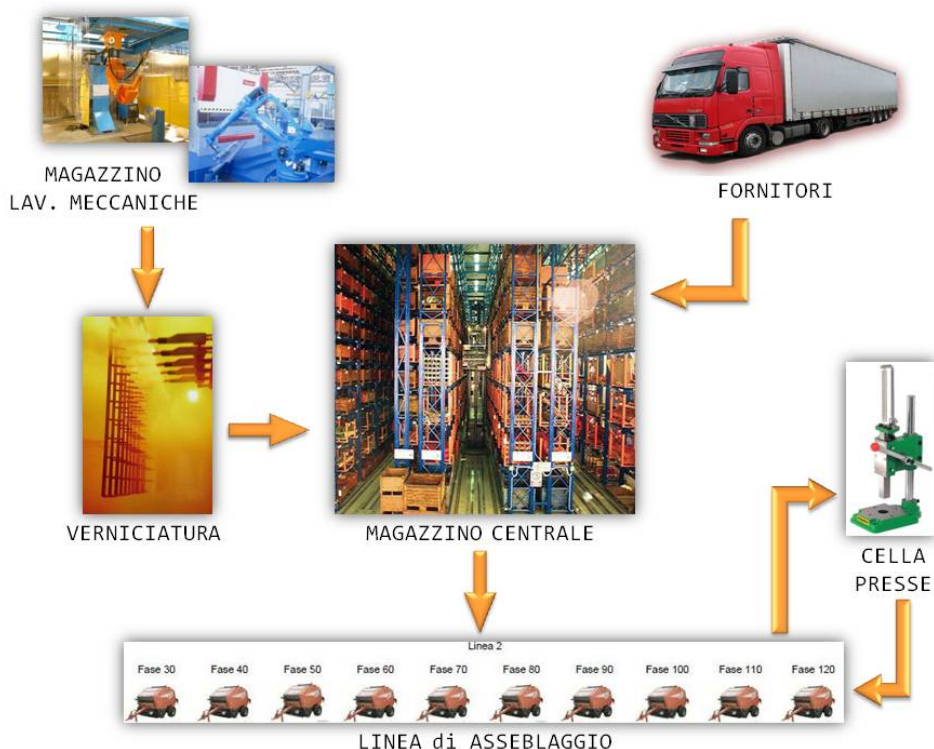 MAGAZZINO
LAV. MECCANICHE
FORNITORI
VERNICIATURA
MAGAZZINO CENTRALE
CELLA
PRESSE
Linea 2
Fase 30 Fase 40 Fase 50 Fase 60 Fase 70 Fase 80 Fase 90 Fase 100 Fase 110 Fase 120
LINEA di ASSEBLAGGIO